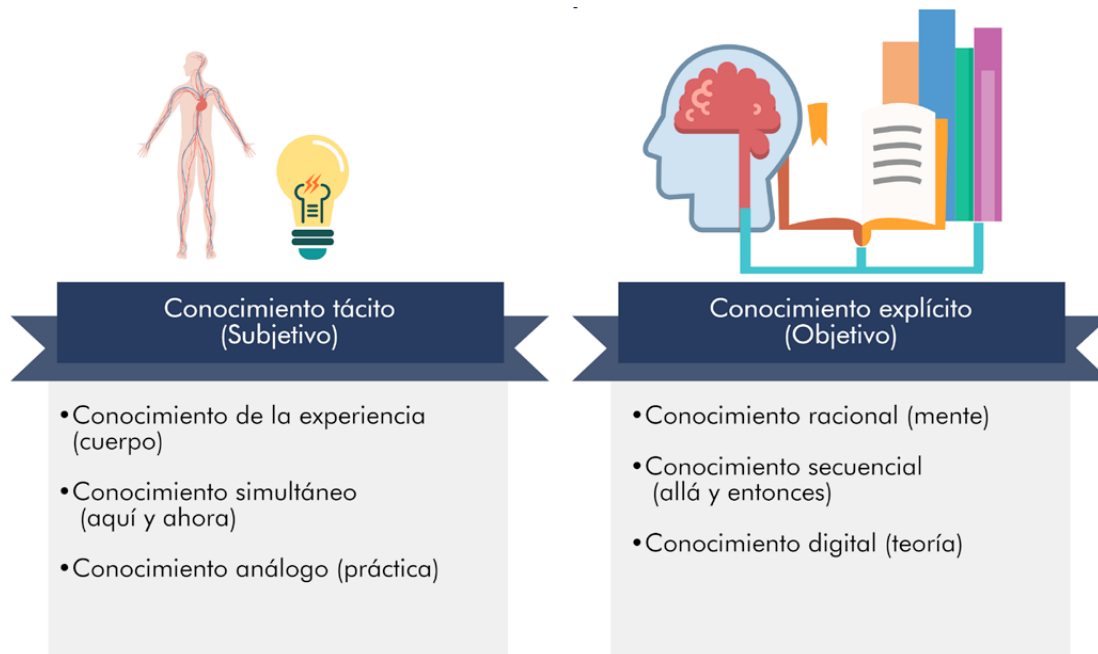 Conocimiento tácito
(Subjetivo)
•Conocimiento de la experiencia
(cuerpo)
•Conocimiento simultáneo
(aquí y ahora)
•Conocimiento análogo (práctica)
Conocimiento explícito
(Objetivo)
•Conocimiento racional (mente)
•Conocimiento secuencial
(allá y entonces)
•Conocimiento digital (teoría)